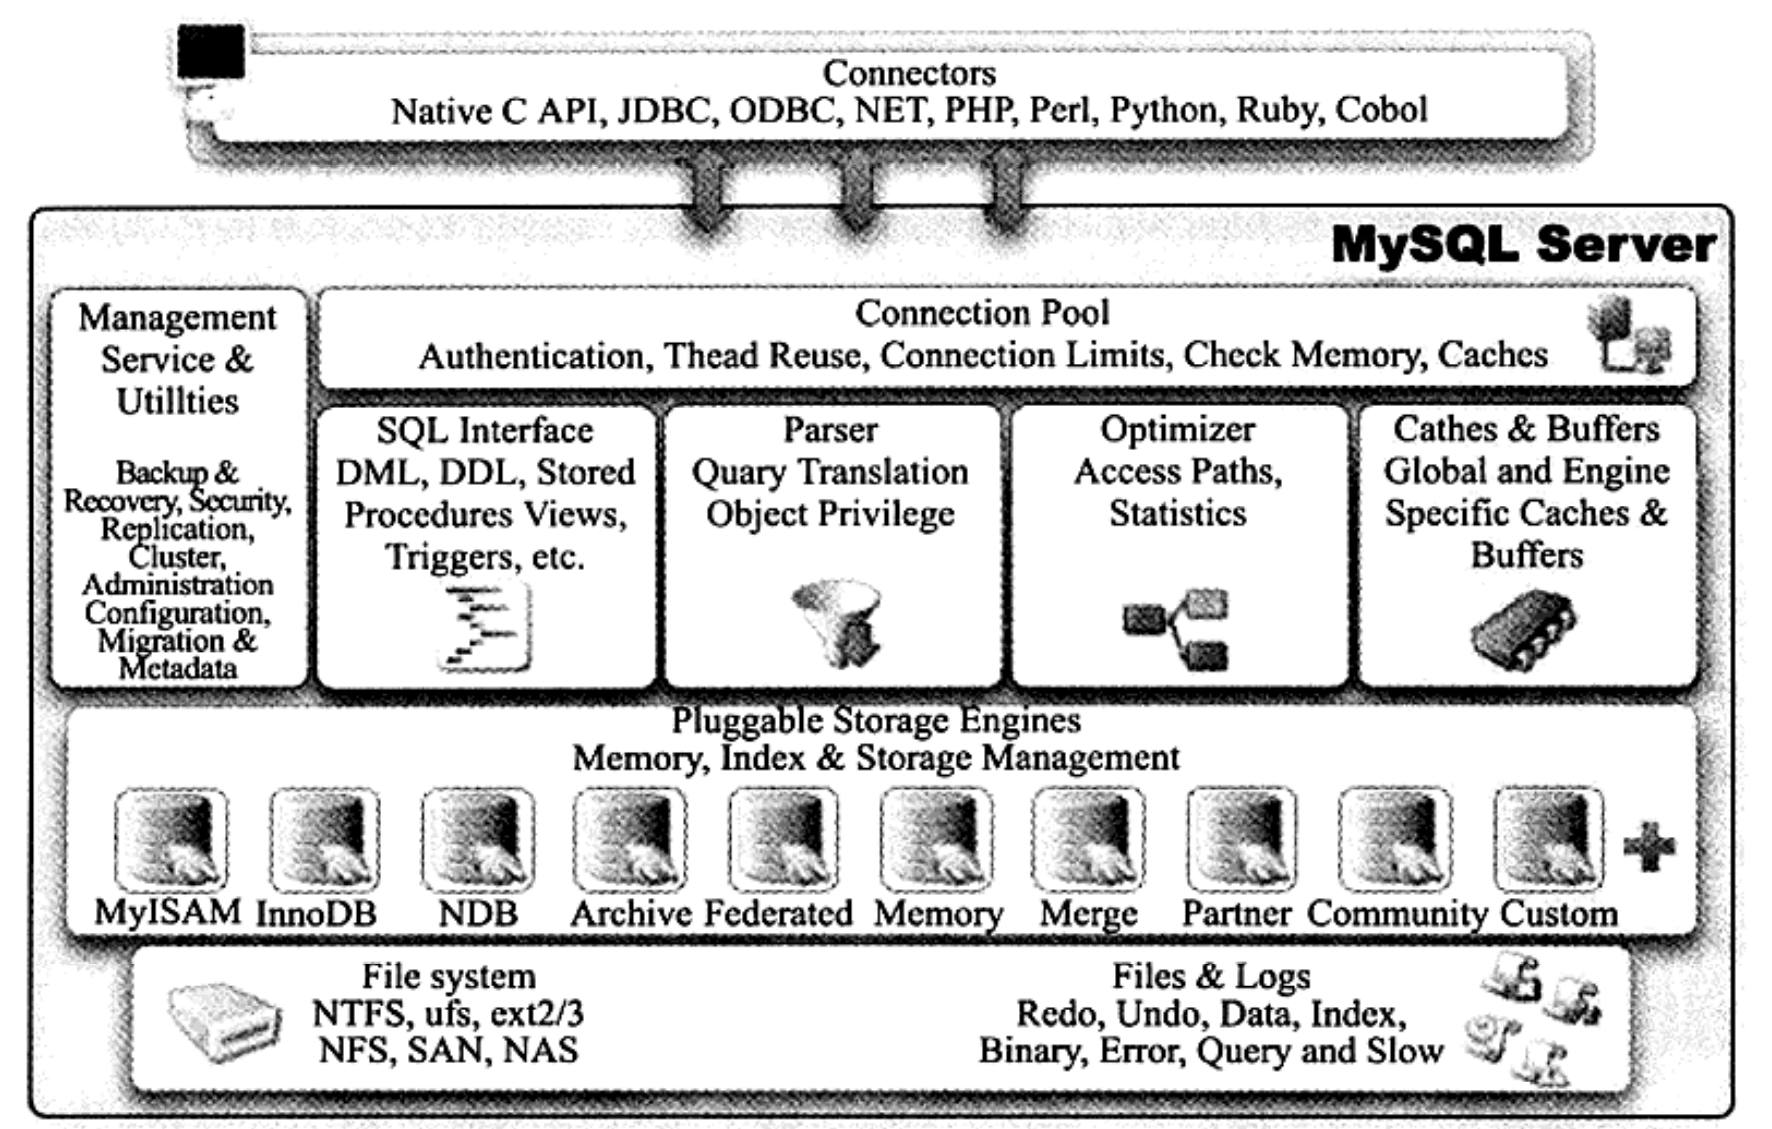 Connectors
Native C API, JDBC, ODBC, NET, PHP, Perl, Python, Ruby, Cobol
MySQL Server
Management
Service &
Utillties
Backup &
Recovery, Security,
Replication,
Cluster,
Administration
Configuration,
Migration &
Metadata
Connection Pool
Authentication, Thead Reuse, Connection Limits, Check Memory, Caches
SQL Interface
DML, DDL, Stored
Procedures Views,
Triggers, etc.
Parser
Quary Translation
Object Privilege
Optimizer
Access Paths,
Statistics
Cathes & Buffers
Global and Engine
Specific Caches &
Buffers
Pluggable Storage Engines
Memory, Index & Storage Management
MyISAM InnoDB NDB Archive Federated Memory Merge Partner Community Custom
File system
NTFS, ufs, ext2/3
NFS, SAN, NAS
Files & Logs
Redo, Undo, Data, Index,
Binary, Error, Query and Slow